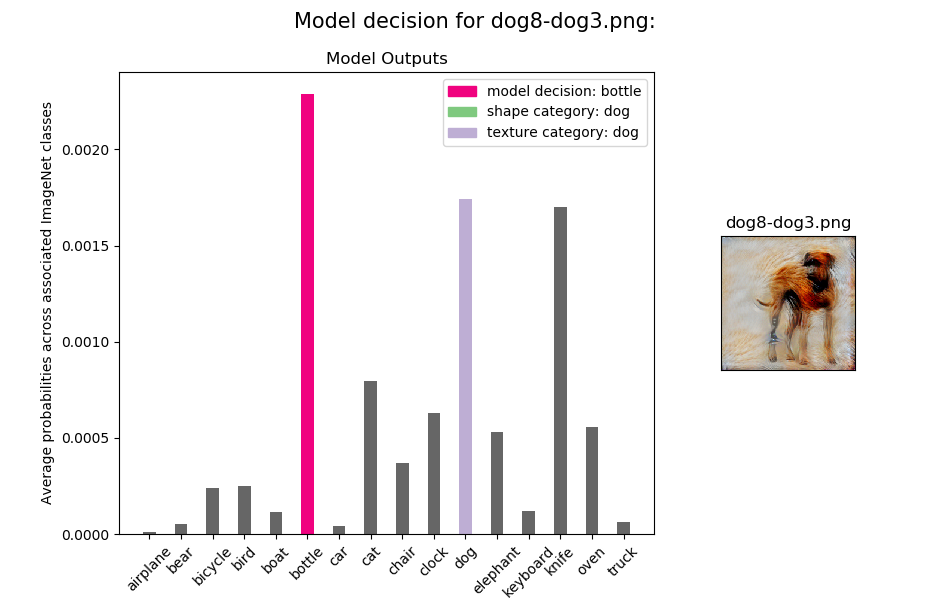 Model decision for dog8-dog3.png:
Model Outputs
model decision: bottle
shape category: dog
texture category: dog
Average probabilities across associated ImageNet classes
0.0020
0.0015
0.0010
0.0005
0.0000
airplane
bear
bicycle
bird
boat
bottle
car
cat
chair
clock
dog
elephant
keyboard
knife
oven
truck
dog8-dog3.png